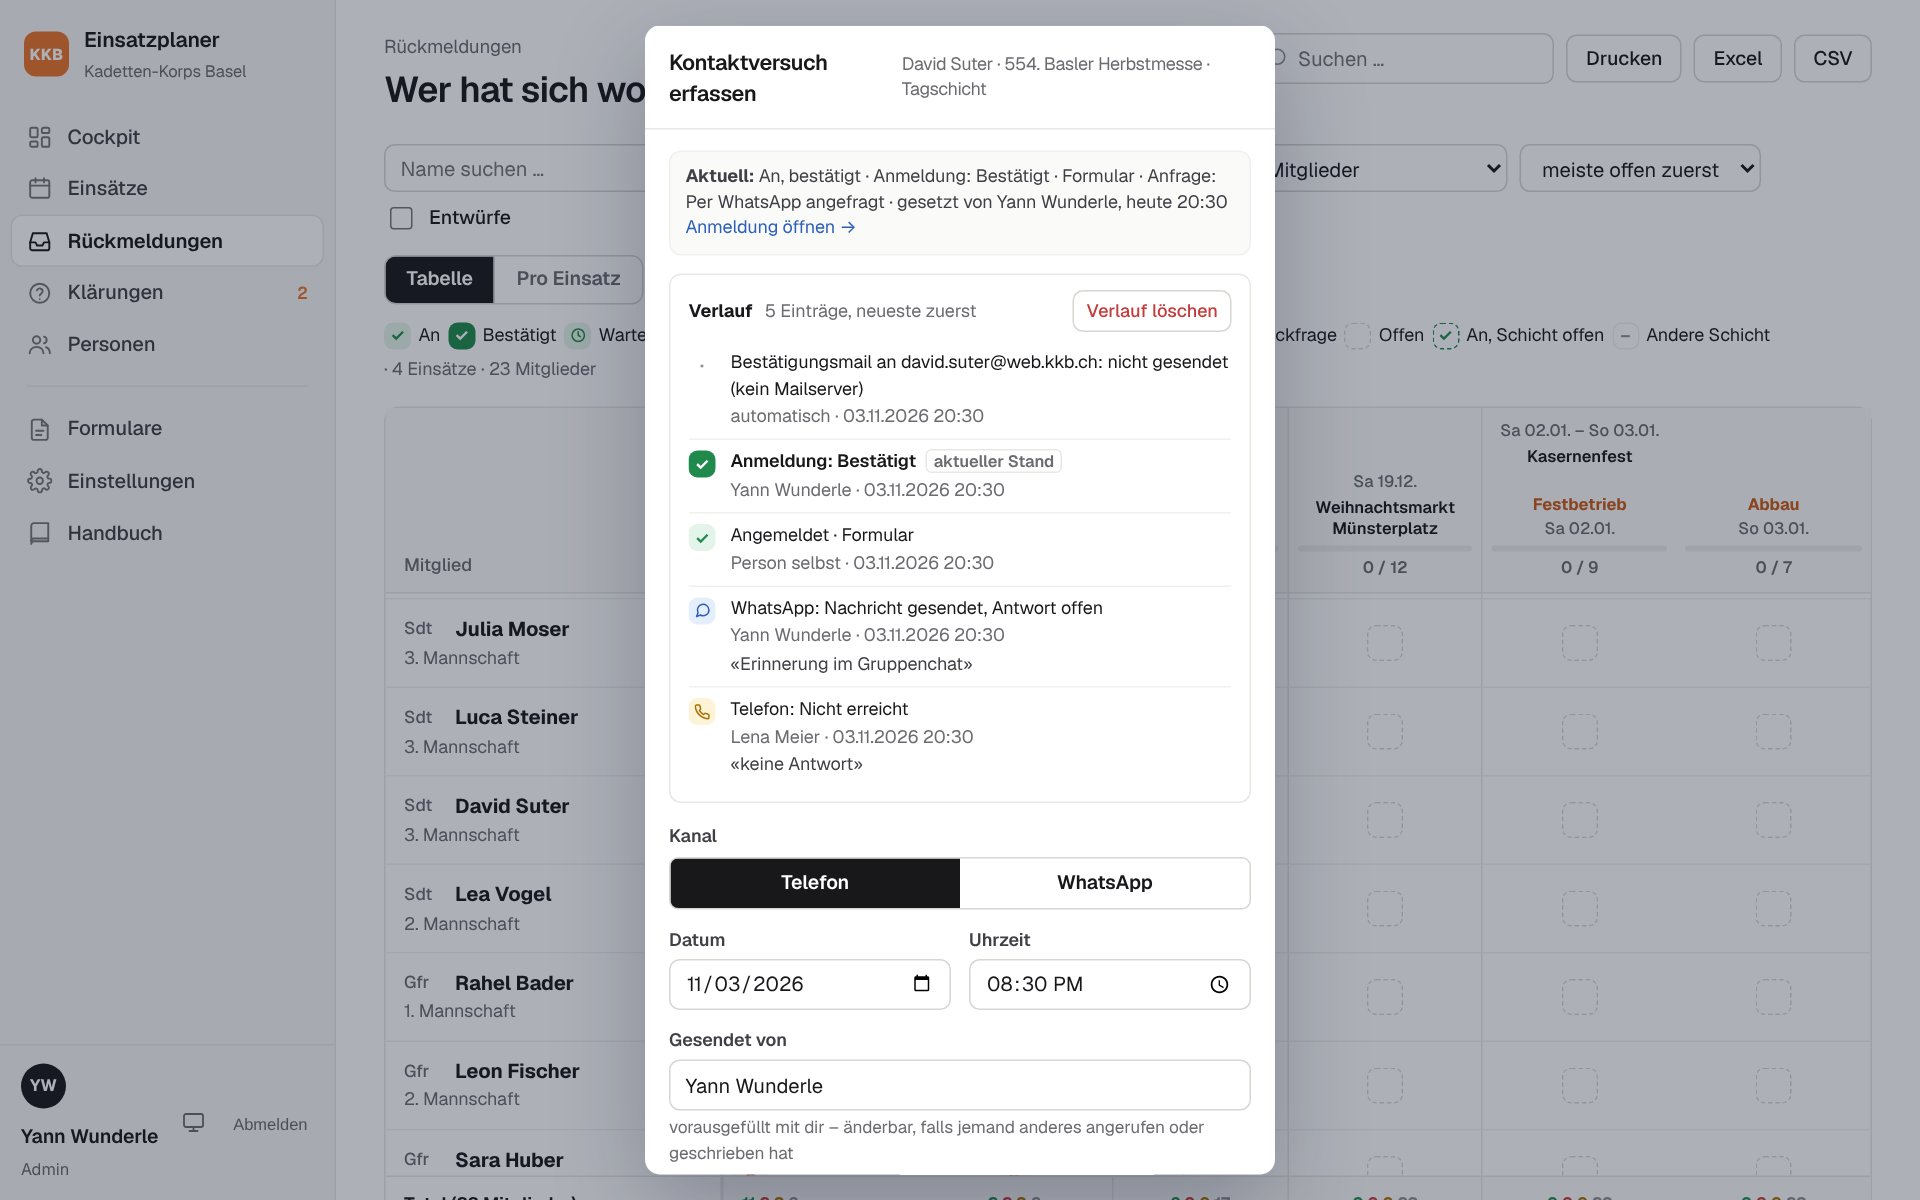 KKB
Einsatzplaner
Kadetten-Korps Basel
Cockpit
Einsätze
Rückmeldungen
Klärungen 2
Personen
Formulare
Einstellungen
Handbuch
YW
Yann Wunderle
Admin
Abmelden
Rückmeldungen
Wer hat sich
Suchen ...
Drucken
Excel
CSV
Name suchen ...
Mitglieder
meiste offen zuerst
Entwürfe
Tabelle
Pro Einsatz
An
Bestätigt
Offen
An, Schicht offen
Andere Schicht
· 4 Einsätze · 23 Mitglieder
Mitglied
Sa 19.12.
Weihnachtsmarkt
Münsterplatz
0 / 12
Sa 02.01. – So 03.01.
Kasernenfest
Festbetrieb
Sa 02.01.
0 / 9
Abbau
So 03.01.
0 / 7
Sdt Julia Moser
3. Mannschaft
Sdt Luca Steiner
3. Mannschaft
Sdt David Suter
3. Mannschaft
Sdt Lea Vogel
2. Mannschaft
Gfr Rahel Bader
1. Mannschaft
Gfr Leon Fischer
2. Mannschaft
Gfr Sara Huber
Kontaktversuch
erfassen
David Suter · 554. Basler Herbstmesse ·
Tagschicht
Aktuell: An, bestätigt · Anmeldung: Bestätigt · Formular · Anfrage:
Per WhatsApp angefragt · gesetzt von Yann Wunderle, heute 20:30
Anmeldung öffnen →
Verlauf 5 Einträge, neueste zuerst
Verlauf löschen
Bestätigungsmail an david.suter@web.kkb.ch: nicht gesendet
(kein Mailserver)
automatisch · 03.11.2026 20:30
Anmeldung: Bestätigt aktueller Stand
Yann Wunderle · 03.11.2026 20:30
Angemeldet · Formular
Person selbst · 03.11.2026 20:30
WhatsApp: Nachricht gesendet, Antwort offen
Yann Wunderle · 03.11.2026 20:30
«Erinnerung im Gruppenchat»
Telefon: Nicht erreicht
Lena Meier · 03.11.2026 20:30
«keine Antwort»
Kanal
Telefon
WhatsApp
Datum
11/03/2026
Uhrzeit
08:30 PM
Gesendet von
Yann Wunderle
vorausgefüllt mit dir – änderbar, falls jemand anderes angerufen oder
geschrieben hat